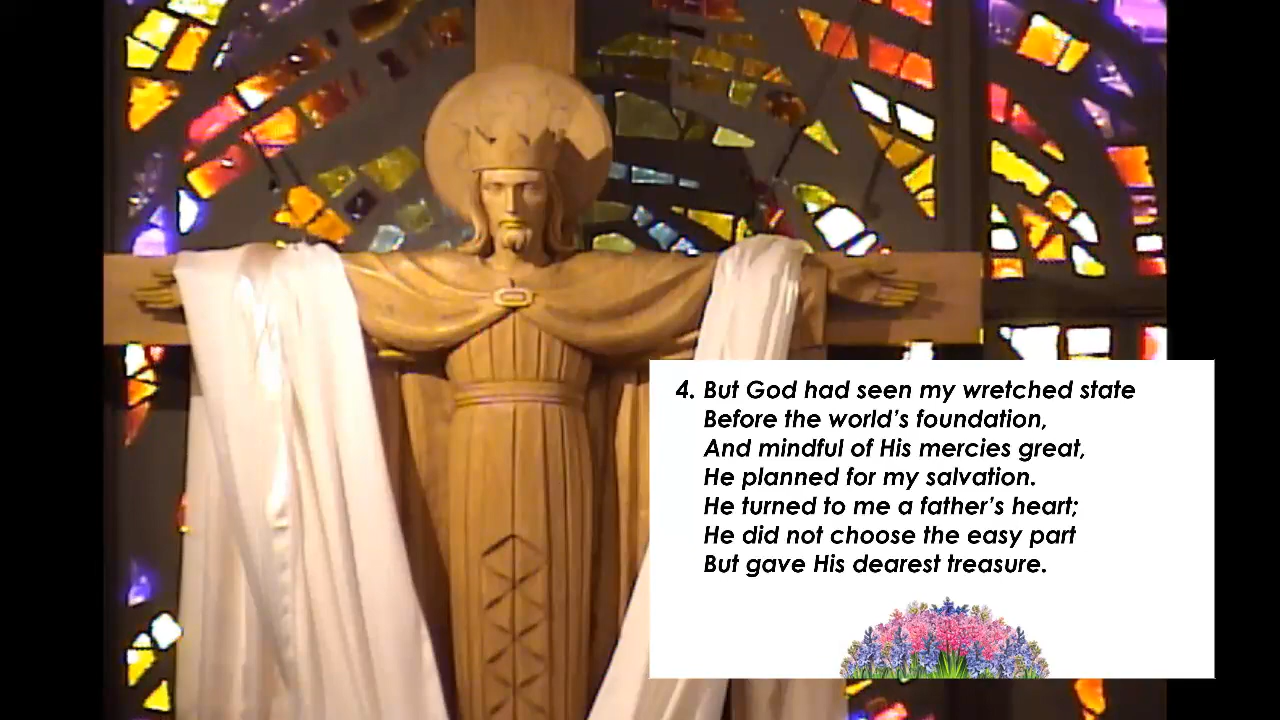 4. But God had seen my wretched state
Before the world's foundation,
And mindful of His mercies great,
He planned for my salvation.
He turned to me a father's heart;
He did not choose the easy part
But gave His dearest treasure.